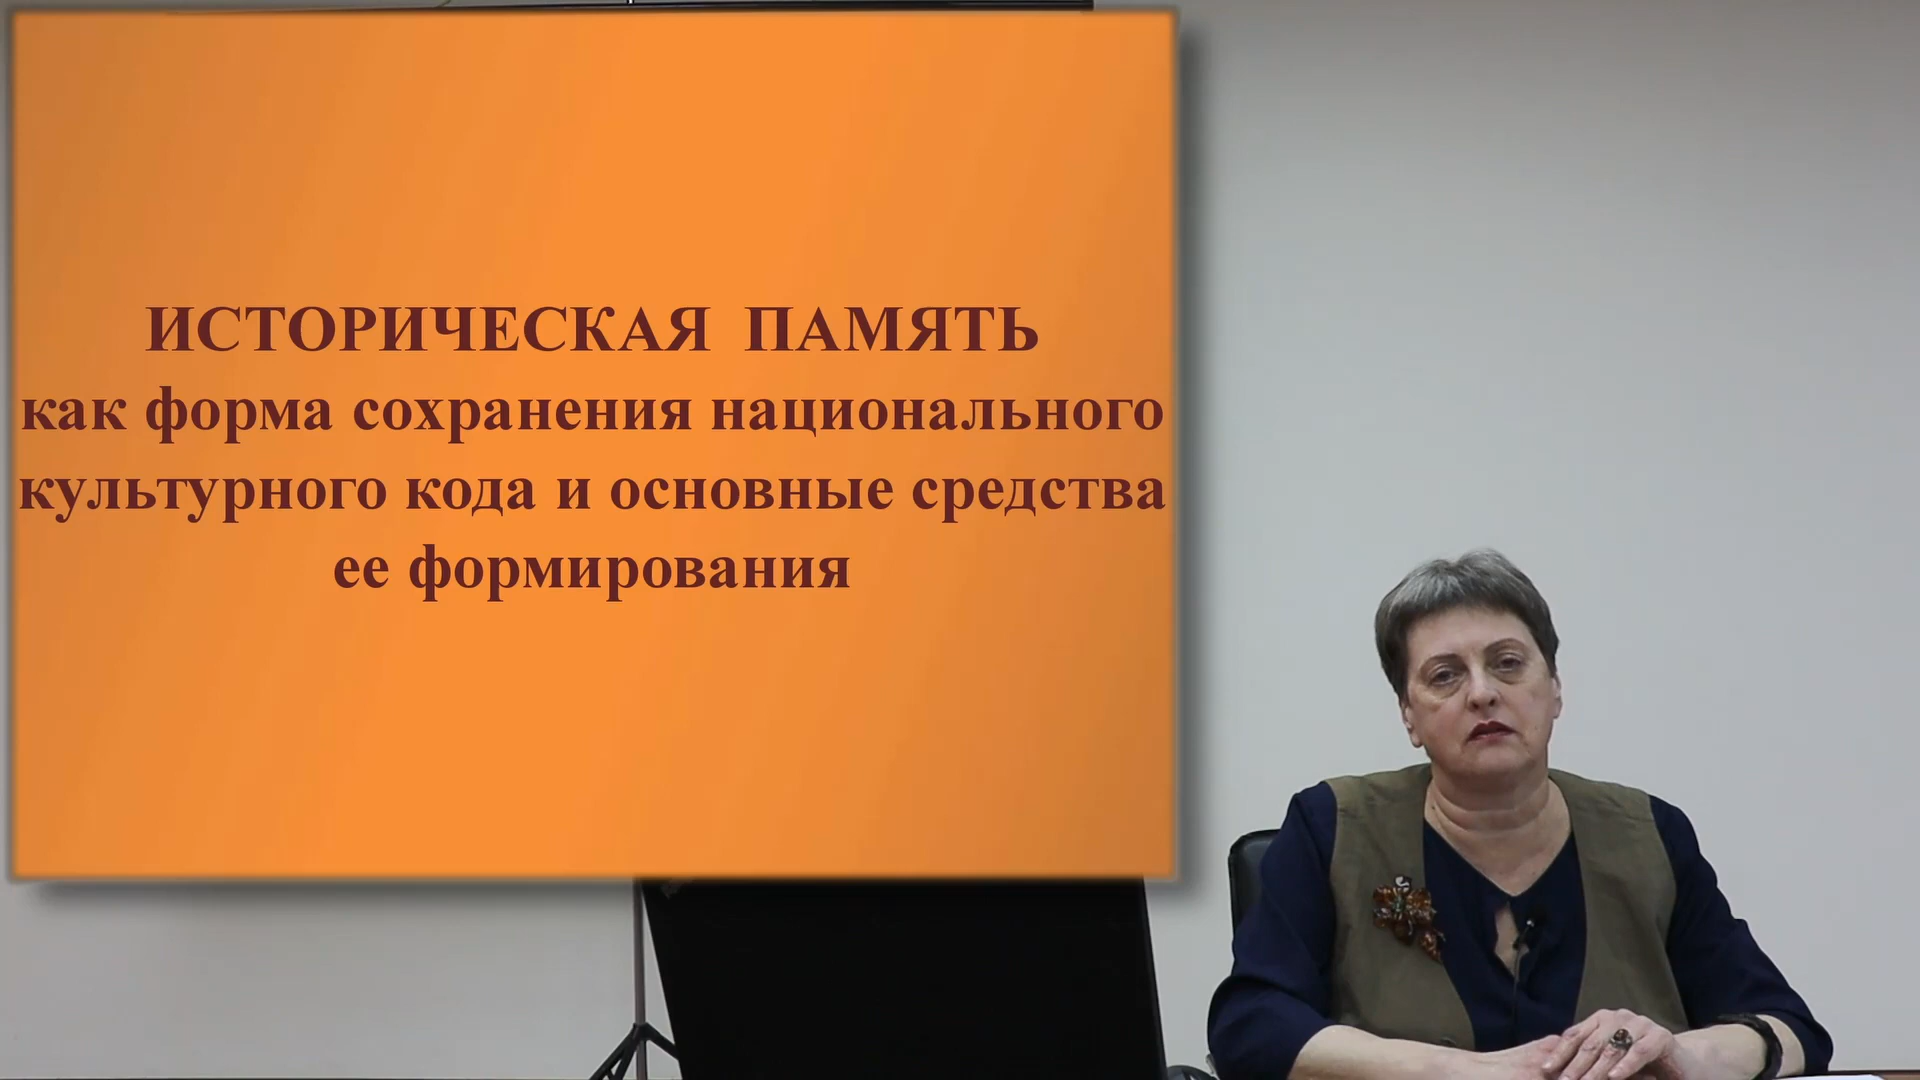 ИСТОРИЧЕСКАЯ ПАМЯТЬ
как форма сохранения национального
культурного кода и основные средства
ее формирования